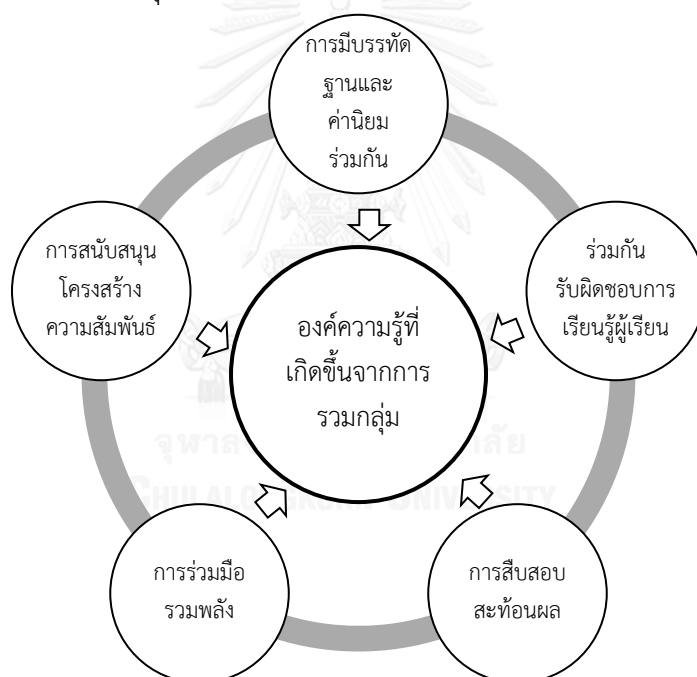 การมีบรรทัด
ฐานและ
ค่านิยม
ร่วมกัน
การสนับสนุน
โครงสร้าง
ความสัมพันธ์
ร่วมกัน
รับผิดชอบการ
เรียนรู้ผู้เรียน
องค์ความรู้ที่
เกิดขึ้นจากการ
รวมกลุ่ม
การร่วมมือ
รวมพลัง
การสืบสอบ
สะท้อนผล